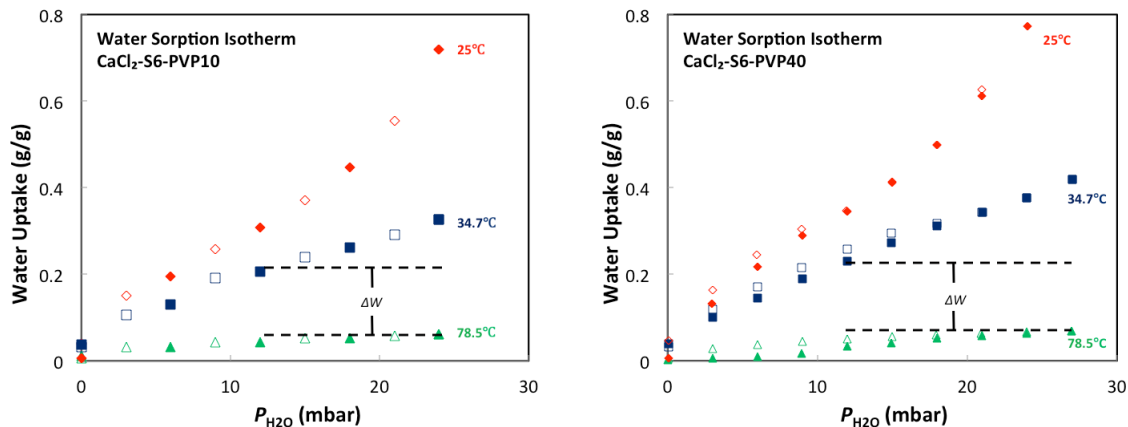 Water Sorption Isotherm
CaCl₂-S6-PVP10
Water Uptake (g/g)
0.8
0.6
0.4
0.2
0
25℃
34.7℃
ΔW
78.5℃
0
10
20
30
P_H2O (mbar)
Water Sorption Isotherm
CaCl₂-S6-PVP40
Water Uptake (g/g)
0.8
0.6
0.4
0.2
0
25℃
34.7℃
ΔW
78.5℃
0
10
20
30
P_H2O (mbar)